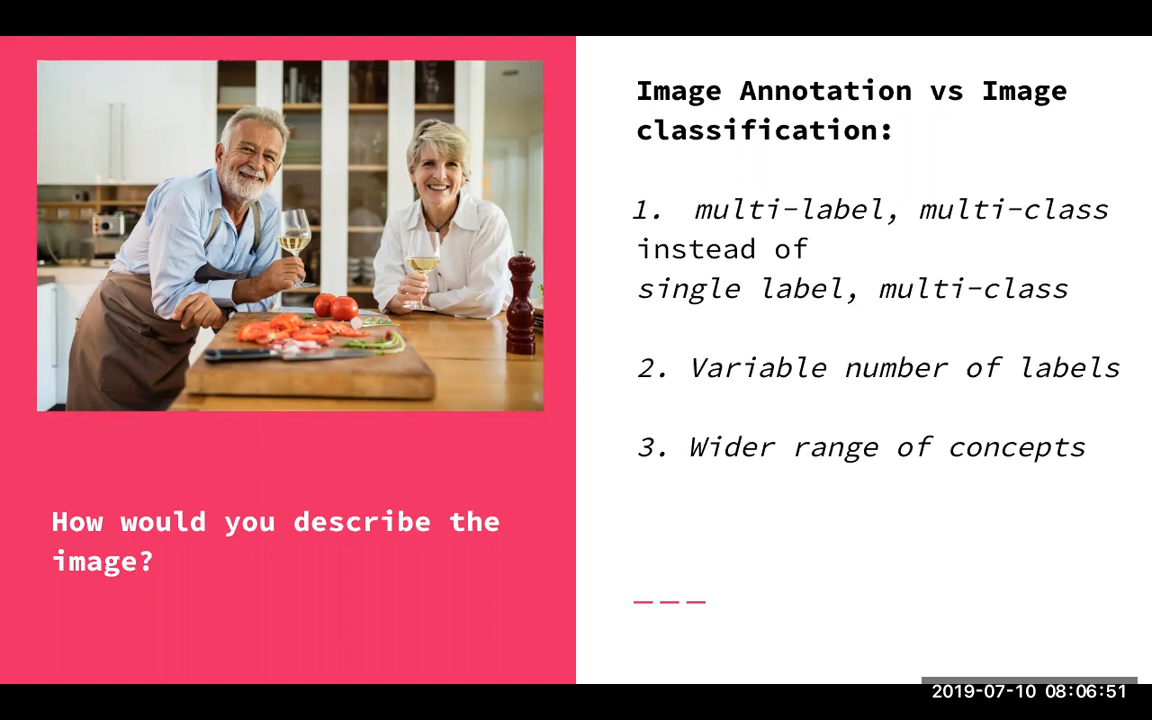 How would you describe the
image?
Image Annotation vs Image
classification:
1. multi-label, multi-class
instead of
single label, multi-class
2. Variable number of labels
3. Wider range of concepts
2019-07-10 08:06:51